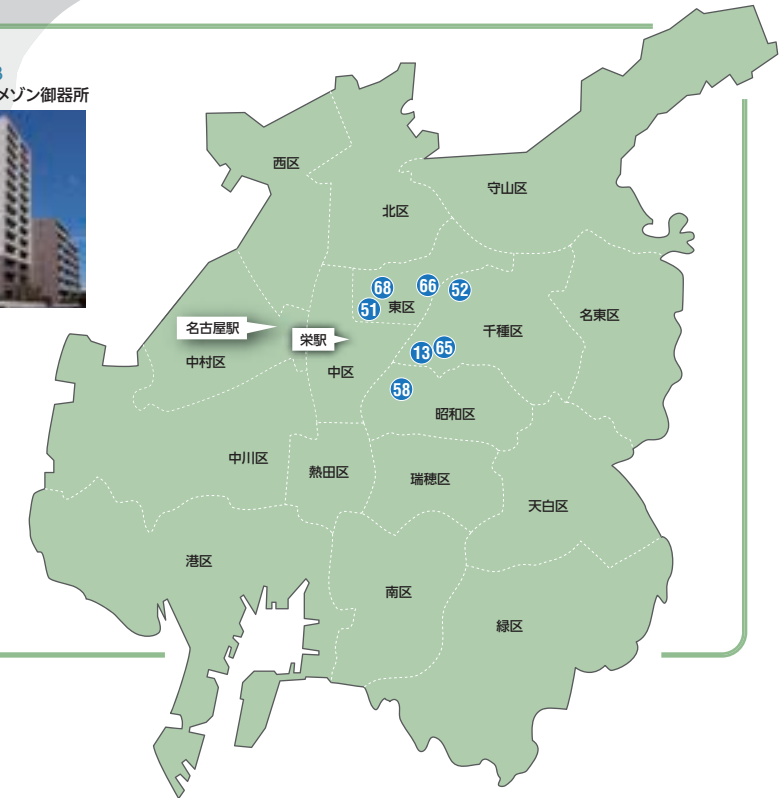 メゾン御器所
西区
北区
守山区
68
66
52
51
東区
名東区
名古屋駅
栄駅
千種区
中村区
中区
13
65
58
昭和区
中川区
熱田区
瑞穂区
天白区
港区
南区
緑区